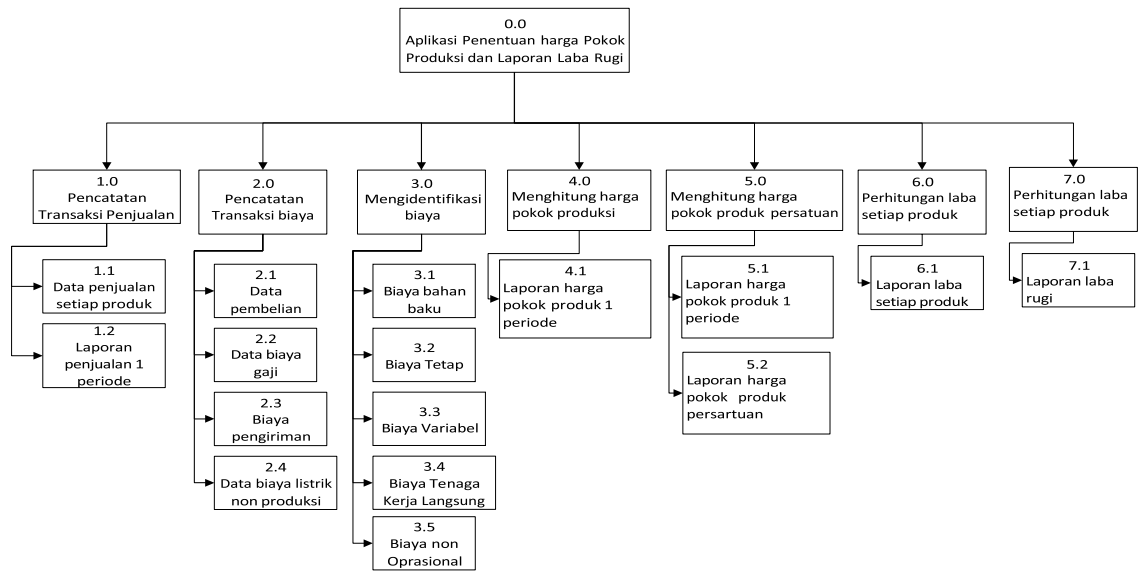 0.0
Aplikasi Penentuan harga Pokok
Produksi dan Laporan Laba Rugi
1.0
Pencatatan
Transaksi Penjualan
2.0
Pencatatan
Transaksi biaya
3.0
Mengidentifikasi
biaya
4.0
Menghitung harga
pokok produksi
5.0
Menghitung harga
pokok produk persatuan
6.0
Perhitungan laba
setiap produk
7.0
Perhitungan laba
setiap produk
1.1
Data penjualan
setiap produk
1.2
Laporan
penjualan 1
periode
2.1
Data
pembelian
2.2
Data biaya
gaji
2.3
Biaya
pengiriman
2.4
Data biaya listrik
non produksi
3.1
Biaya bahan
baku
3.2
Biaya Tetap
3.3
Biaya Variabel
3.4
Biaya Tenaga
Kerja Langsung
3.5
Biaya non
Oprasional
4.1
Laporan harga
pokok produk 1
periode
5.1
Laporan harga
pokok produk 1
periode
5.2
Laporan harga
pokok produk
persartuan
6.1
Laporan laba
setiap produk
7.1
Laporan laba
rugi